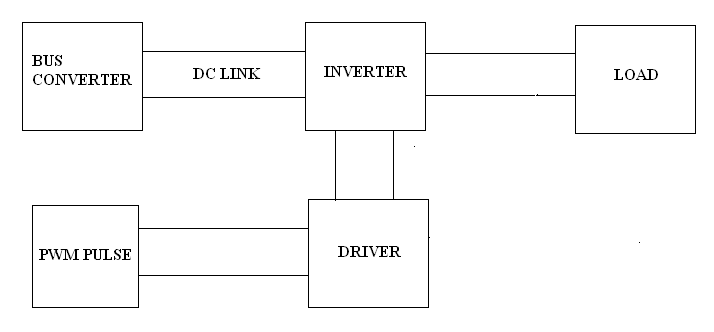 BUS
CONVERTER
DC LINK
INVERTER
LOAD
PWM PULSE
DRIVER